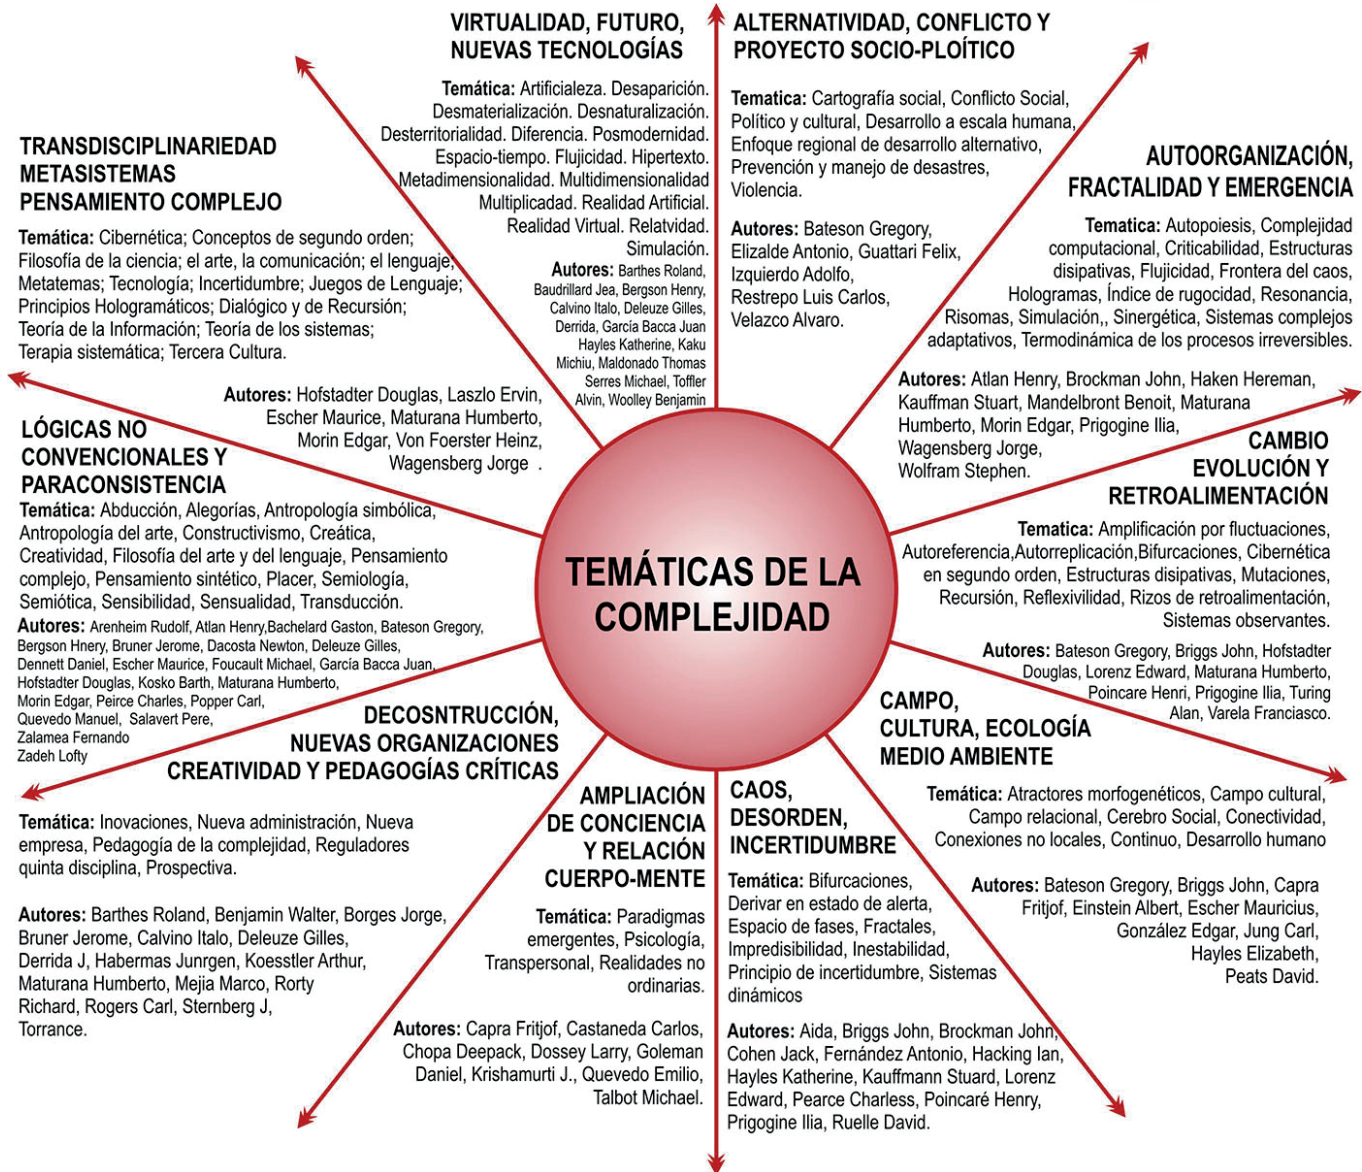 VIRTUALIDAD, FUTURO,
NUEVAS TECNOLOGÍAS
Temática: Artificialeza. Desaparición.
Desmaterialización. Desnaturalización.
Desterritorialidad. Diferencia. Posmodernidad.
Espacio-tiempo. Flujicidad. Hipertexto.
Metadimensionalidad. Multidimensionalidad
Multiplicadad. Realidad Artificial.
Realidad Virtual. Relatvidad.
Simulación.
Autores: Barthes Roland,
Baudrillard Jea, Bergson Henry,
Calvino Italo, Deleuze Gilles,
Derrida, García Bacca Juan
Hayles Katherine, Kaku
Michiu, Maldonado Thomas
Serres Michael, Toffler
Alvin, Woolley Benjamin
ALTERNATIVIDAD, CONFLICTO Y
PROYECTO SOCIO-PLOÍTICO
Tematica: Cartografía social, Conflicto Social,
Político y cultural, Desarrollo a escala humana,
Enfoque regional de desarrollo alternativo,
Prevención y manejo de desastres,
Violencia.
Autores: Bateson Gregory,
Elizalde Antonio, Guattari Felix,
Izquierdo Adolfo,
Restrepo Luis Carlos,
Velazco Alvaro.
AUTOORGANIZACIÓN,
FRACTALIDAD Y EMERGENCIA
Tematica: Autopoiesis, Complejidad
computacional, Criticabilidad, Estructuras
disipativas, Flujicidad, Frontera del caos,
Hologramas, Índice de rugocidad, Resonancia,
Risomas, Simulación,, Sinergética, Sistemas complejos
adaptativos, Termodinámica de los procesos irreversibles.
Autores: Atlan Henry, Brockman John, Haken Hereman,
Kauffman Stuart, Mandelbront Benoit, Maturana
Humberto, Morin Edgar, Prigogine Ilia,
Wagensberg Jorge,
Wolfram Stephen.
CAMBIO
EVOLUCIÓN Y
RETROALIMENTACIÓN
Tematica: Amplificación por fluctuaciones,
Autoreferencia,Autorreplicación,Bifurcaciones, Cibernética
en segundo orden, Estructuras disipativas, Mutaciones,
Recursión, Reflexivilidad, Rizos de retroalimentación,
Sistemas observantes.
Autores: Bateson Gregory, Briggs John, Hofstadter
Douglas, Lorenz Edward, Maturana Humberto,
Poincare Henri, Prigogine Ilia, Turing
Alan, Varela Franciasco.
CAMPO,
CULTURA, ECOLOGÍA
MEDIO AMBIENTE
Temática: Atractores morfogenéticos, Campo cultural,
Campo relacional, Cerebro Social, Conectividad,
Conexiones no locales, Continuo, Desarrollo humano
Autores: Bateson Gregory, Briggs John, Capra
Fritjof, Einstein Albert, Escher Mauricius,
González Edgar, Jung Carl,
Hayles Elizabeth,
Peats David.
CAOS,
DESORDEN,
INCERTIDUMBRE
Temática: Bifurcaciones,
Derivar en estado de alerta,
Espacio de fases, Fractales,
Impredisibilidad, Inestabilidad,
Principio de incertidumbre, Sistemas
dinámicos
Autores: Aida, Briggs John, Brockman John,
Cohen Jack, Fernández Antonio, Hacking Ian,
Hayles Katherine, Kauffmann Stuard, Lorenz
Edward, Pearce Charless, Poincaré Henry,
Prigogine Ilia, Ruelle David.
AMPLIACIÓN
DE CONCIENCIA
Y RELACIÓN
CUERPO-MENTE
Temática: Paradigmas
emergentes, Psicología,
Transpersonal, Realidades no
ordinarias.
Autores: Capra Fritjof, Castaneda Carlos,
Chopa Deepack, Dossey Larry, Goleman
Daniel, Krishamurti J., Quevedo Emilio,
Talbot Michael.
DECOSNTRUCCIÓN,
NUEVAS ORGANIZACIONES
CREATIVIDAD Y PEDAGOGÍAS CRÍTICAS
Temática: Inovaciones, Nueva administración, Nueva
empresa, Pedagogía de la complejidad, Reguladores
quinta disciplina, Prospectiva.
Autores: Barthes Roland, Benjamin Walter, Borges Jorge,
Bruner Jerome, Calvino Italo, Deleuze Gilles,
Derrida J, Habermas Junrgen, Koesstler Arthur,
Maturana Humberto, Mejia Marco, Rorty
Richard, Rogers Carl, Sternberg J,
Torrance.
LÓGICAS NO
CONVENCIONALES Y
PARACONSISTENCIA
Temática: Abducción, Alegorías, Antropología simbólica,
Antropología del arte, Constructivismo, Creática,
Creatividad, Filosofía del arte y del lenguaje, Pensamiento
complejo, Pensamiento sintético, Placer, Semiología,
Semiótica, Sensibilidad, Sensualidad, Transducción.
Autores: Arenheim Rudolf, Atlan Henry,Bachelard Gaston, Bateson Gregory,
Bergson Hnery, Bruner Jerome, Dacosta Newton, Deleuze Gilles,
Dennett Daniel, Escher Maurice, Foucault Michael, García Bacca Juan,
Hofstadter Douglas, Kosko Barth, Maturana Humberto,
Morin Edgar, Peirce Charles, Popper Carl,
Quevedo Manuel, Salavert Pere,
Zalamea Fernando
Zadeh Lofty
TRANSDISCIPLINARIEDAD
METASISTEMAS
PENSAMIENTO COMPLEJO
Temática: Cibernética; Conceptos de segundo orden;
Filosofía de la ciencia; el arte, la comunicación; el lenguaje,
Metatemas; Tecnología; Incertidumbre; Juegos de Lenguaje;
Principios Hologramáticos; Dialógico y de Recursión;
Teoría de la Información; Teoría de los sistemas;
Terapia sistemática; Tercera Cultura.
Autores: Hofstadter Douglas, Laszlo Ervin,
Escher Maurice, Maturana Humberto,
Morin Edgar, Von Foerster Heinz,
Wagensberg Jorge .
TEMÁTICAS DE LA
COMPLEJIDAD